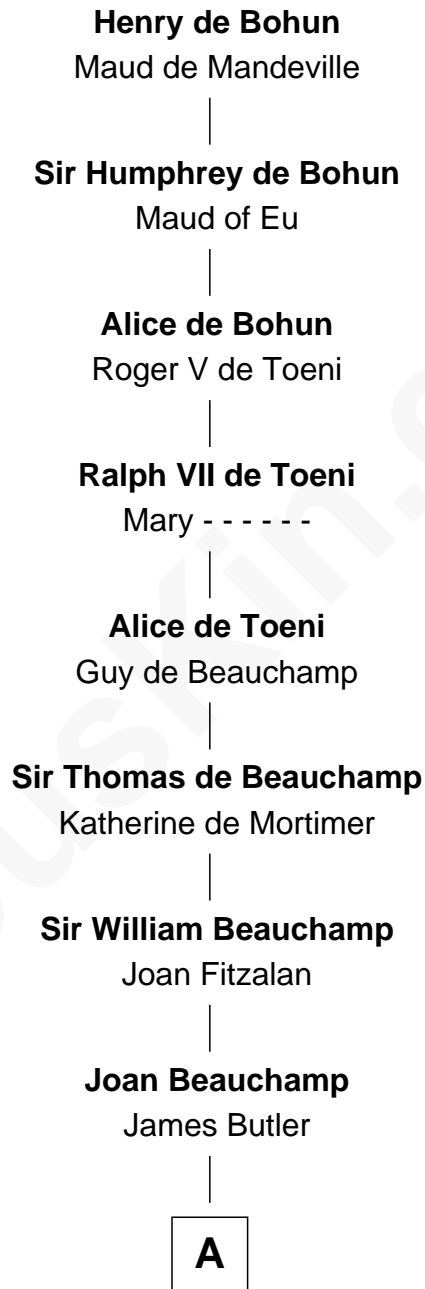 Henry de Bohun
Maud de Mandeville
Sir Humphrey de Bohun
Maud of Eu
Alice de Bohun
Roger V de Toeni
Ralph VII de Toeni
Mary - - - - - -
Alice de Toeni
Guy de Beauchamp
Sir Thomas de Beauchamp
Katherine de Mortimer
Sir William Beauchamp
Joan Fitzalan
Joan Beauchamp
James Butler
A